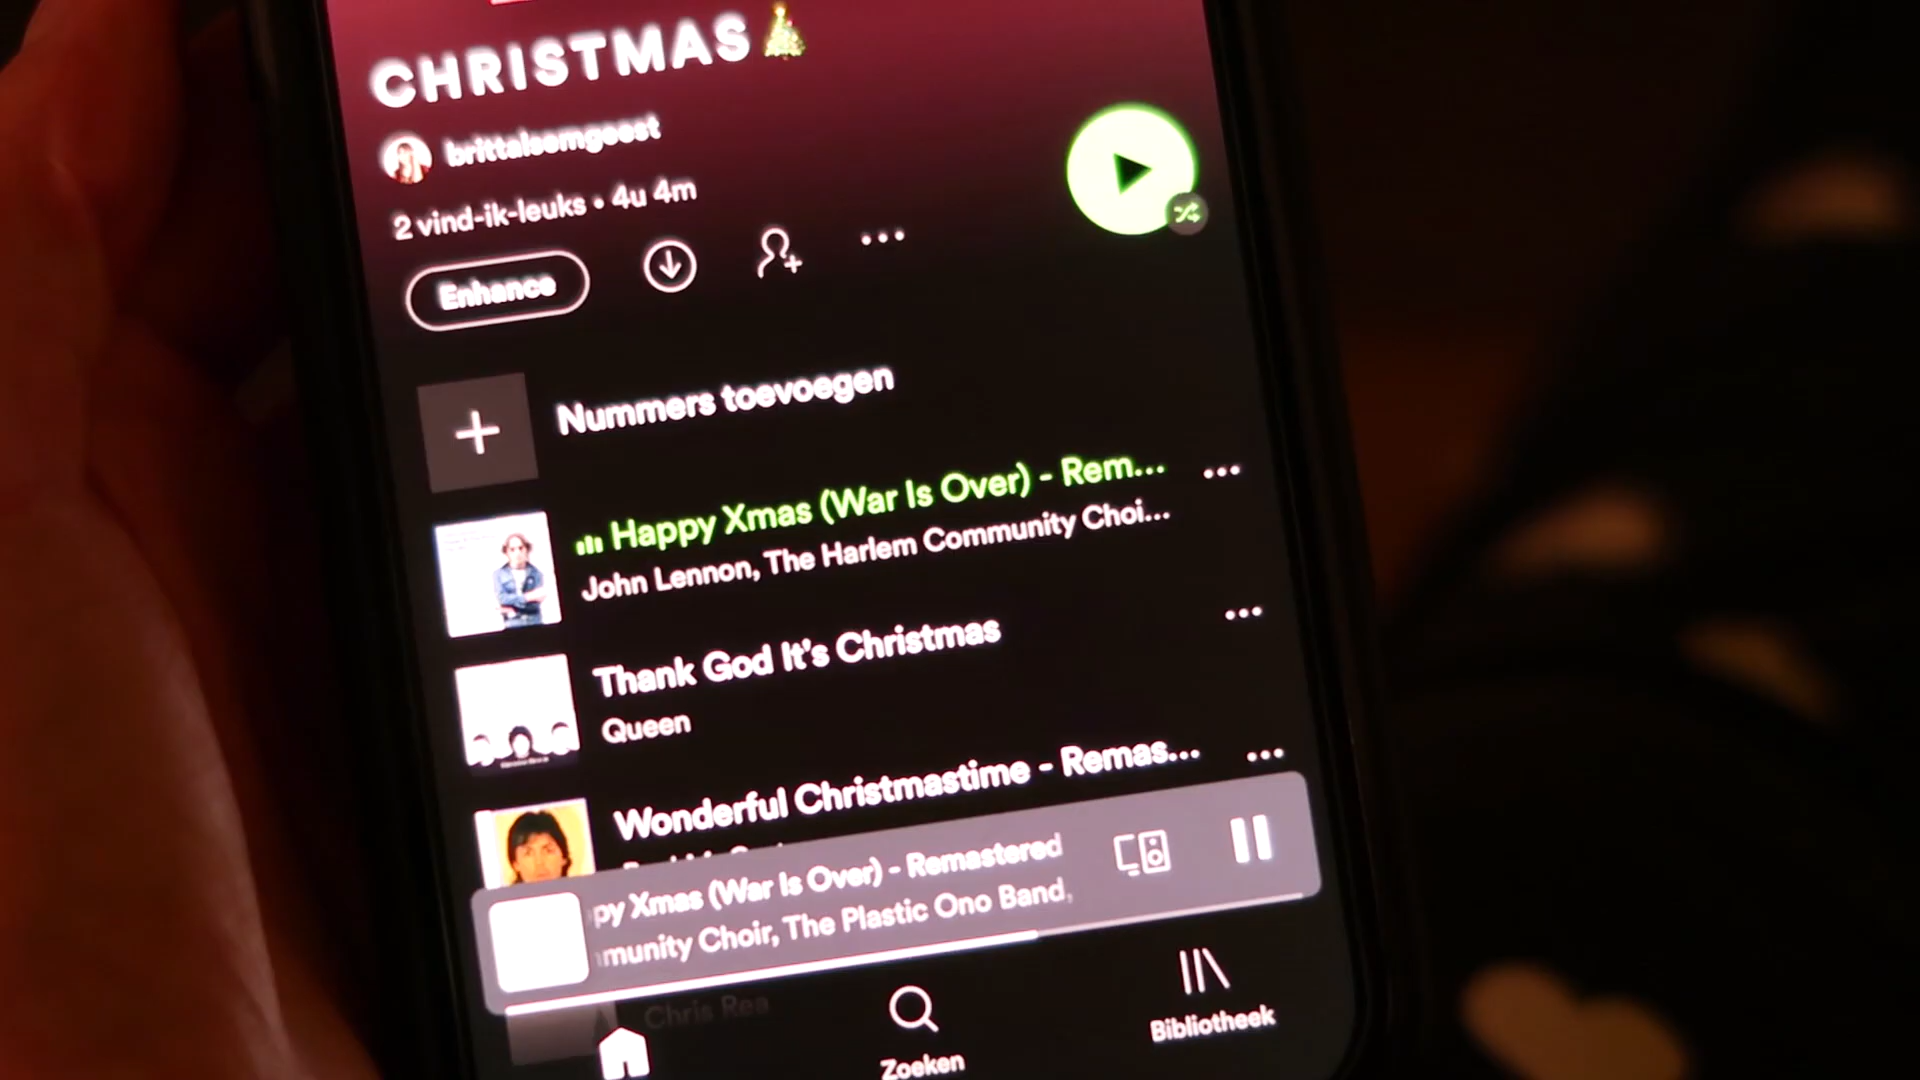 CHRISTMAS🎄
brittalsemgeest
2 vind-ik-leuks • 4u 4m
Enhance
Nummers toevoegen
Happy Xmas (War Is Over) - Rem...
John Lennon, The Harlem Community Choi...
Thank God It's Christmas
Queen
Wonderful Christmastime - Remas...
py Xmas (War Is Over) - Remastered
munity Choir, The Plastic Ono Band,
Chris Rea
Zoeken
Bibliotheek